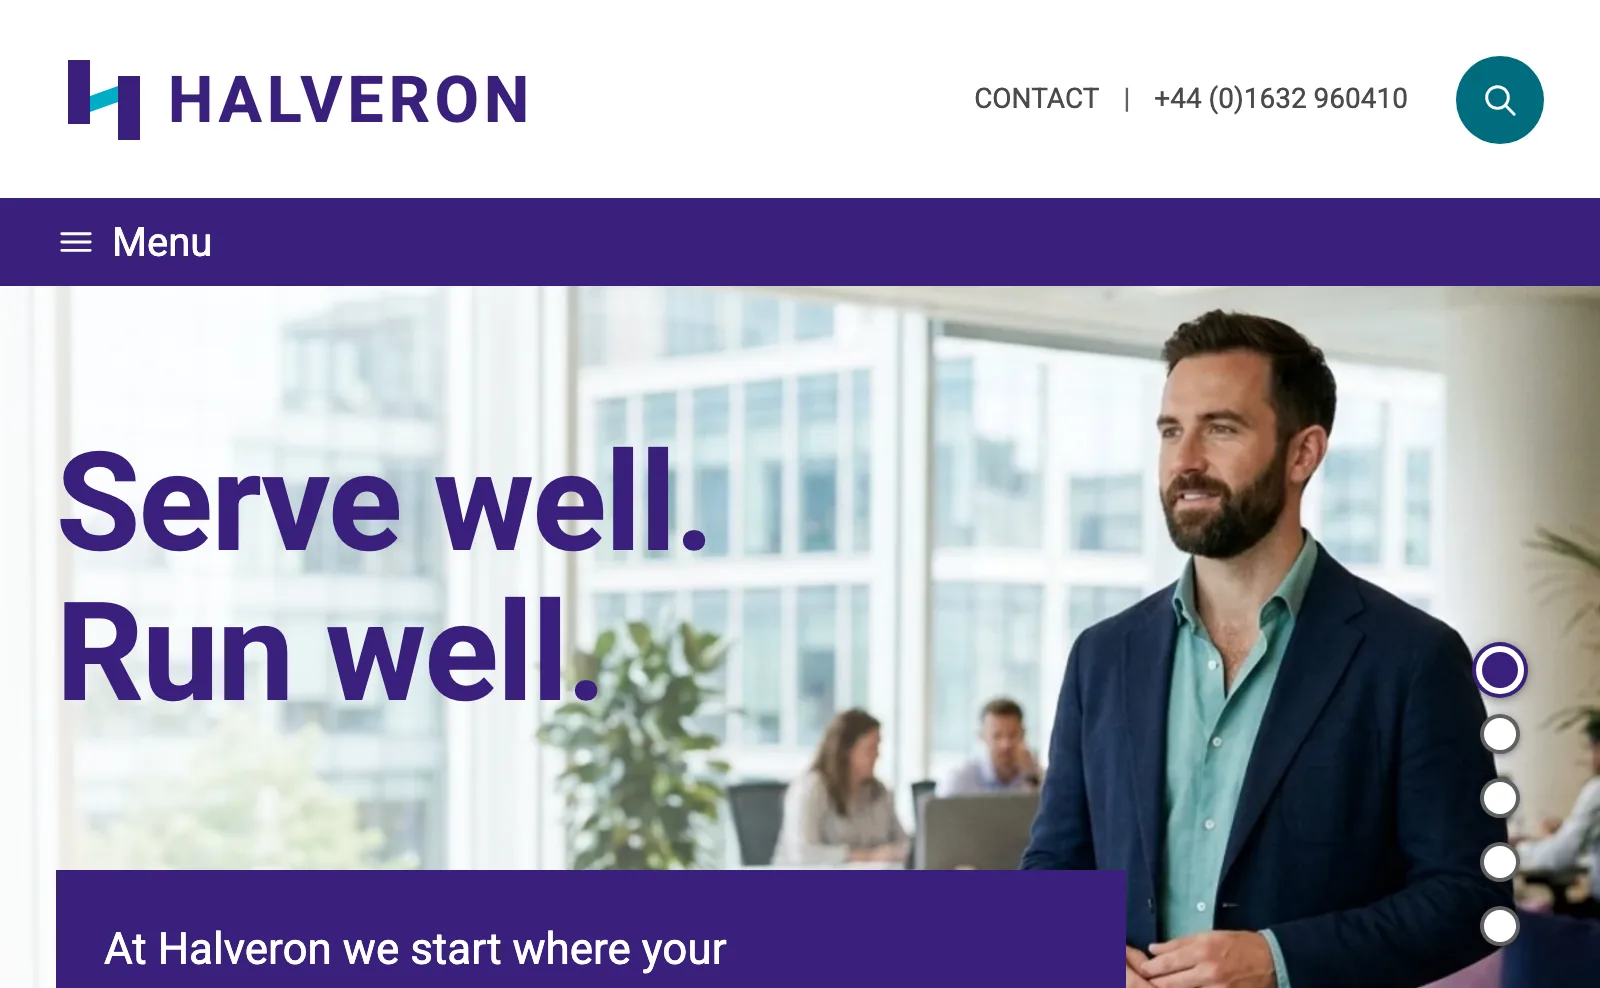 HALVERON
CONTACT | +44 (0)1632 960410
Menu
Serve well.
Run well.
At Halveron we start where your